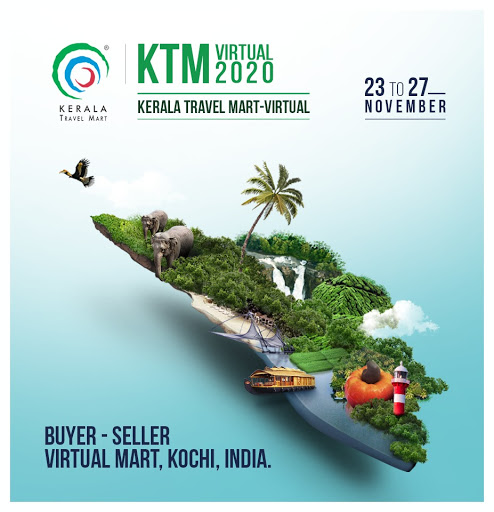 ®
KERALA
TRAVEL MART
KTM VIRTUAL 2020
KERALA TRAVEL MART-VIRTUAL
23 TO 27
NOVEMBER
BUYER - SELLER
VIRTUAL MART, KOCHI, INDIA.